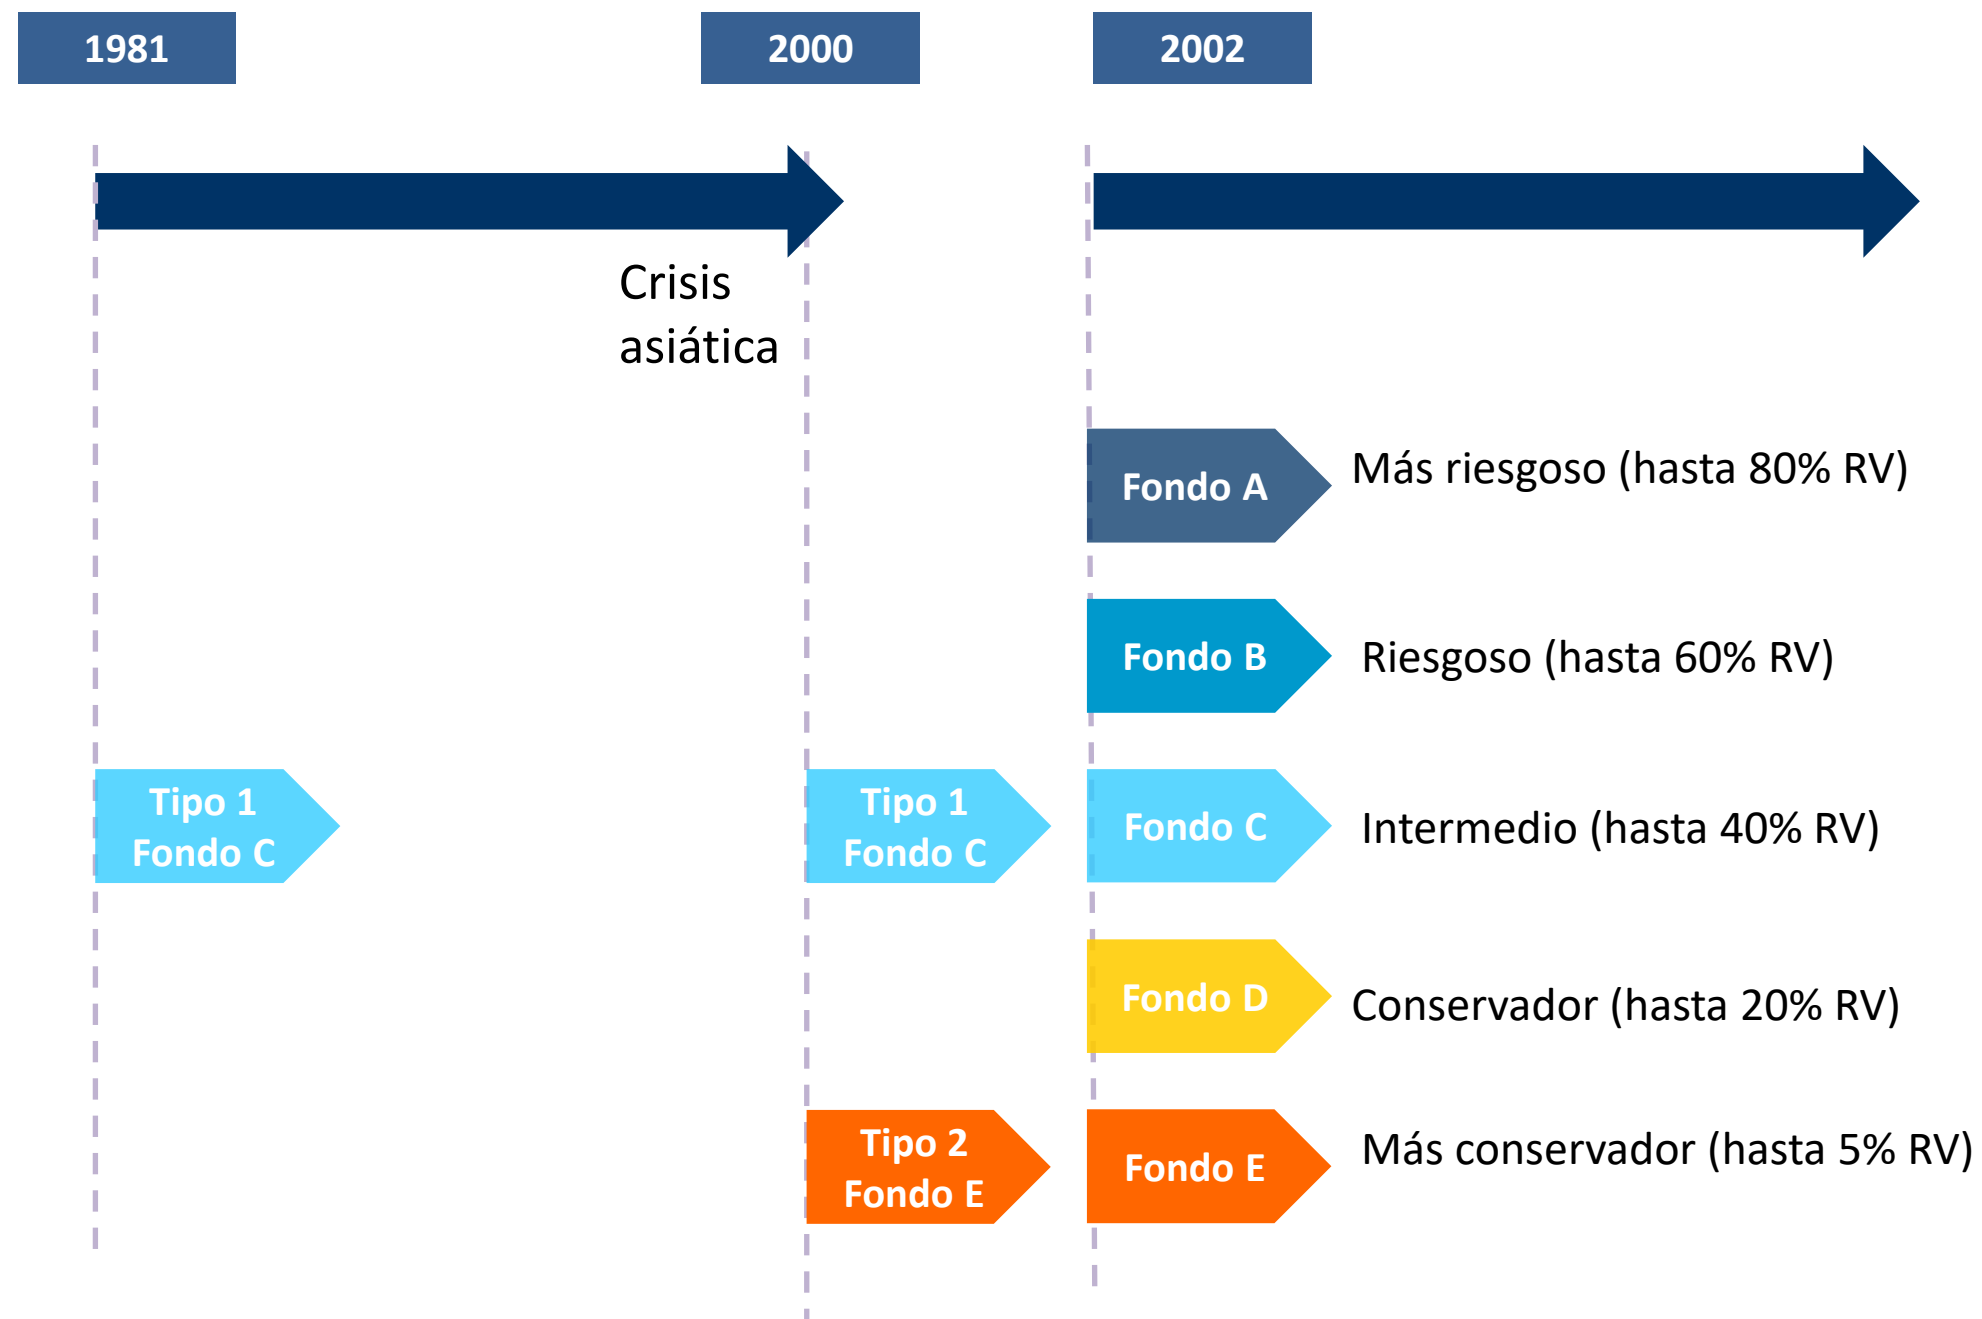 1981
2000
2002
Crisis
asiática
Fondo A
Más riesgoso (hasta 80% RV)
Fondo B
Riesgoso (hasta 60% RV)
Tipo 1
Fondo C
Tipo 1
Fondo C
Fondo C
Intermedio (hasta 40% RV)
Fondo D
Conservador (hasta 20% RV)
Tipo 2
Fondo E
Fondo E
Más conservador (hasta 5% RV)